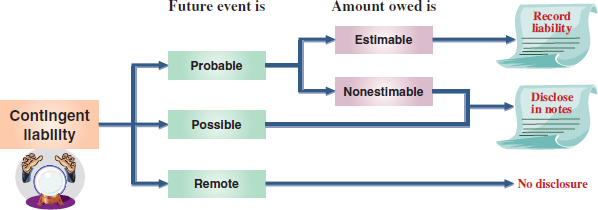 Future event is
Amount owed is
Record
liability
Estimable
Probable
Nonestimable
Disclose
in notes
Contingent
liability
Possible
Remote
No disclosure